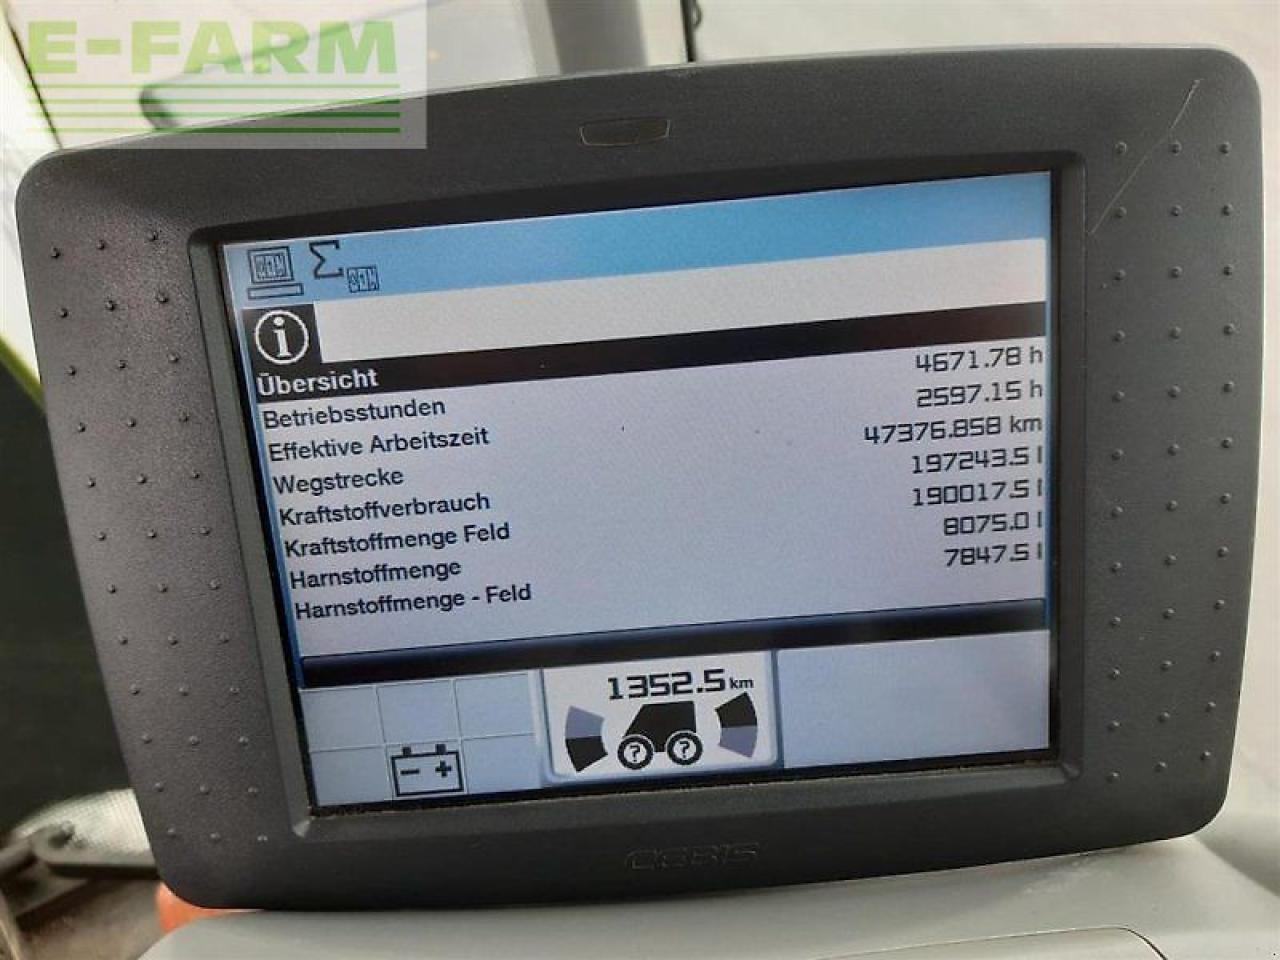 E-FARM
Übersicht
Betriebsstunden 4671.78 h
Effektive Arbeitszeit 2597.15 h
Wegstrecke 47376.858 km
Kraftstoffverbrauch 197243.5 l
Kraftstoffmenge Feld 190017.5 l
Harnstoffmenge 8075.0 l
Harnstoffmenge - Feld 7847.5 l
1352.5 km
? ?
CEBIS